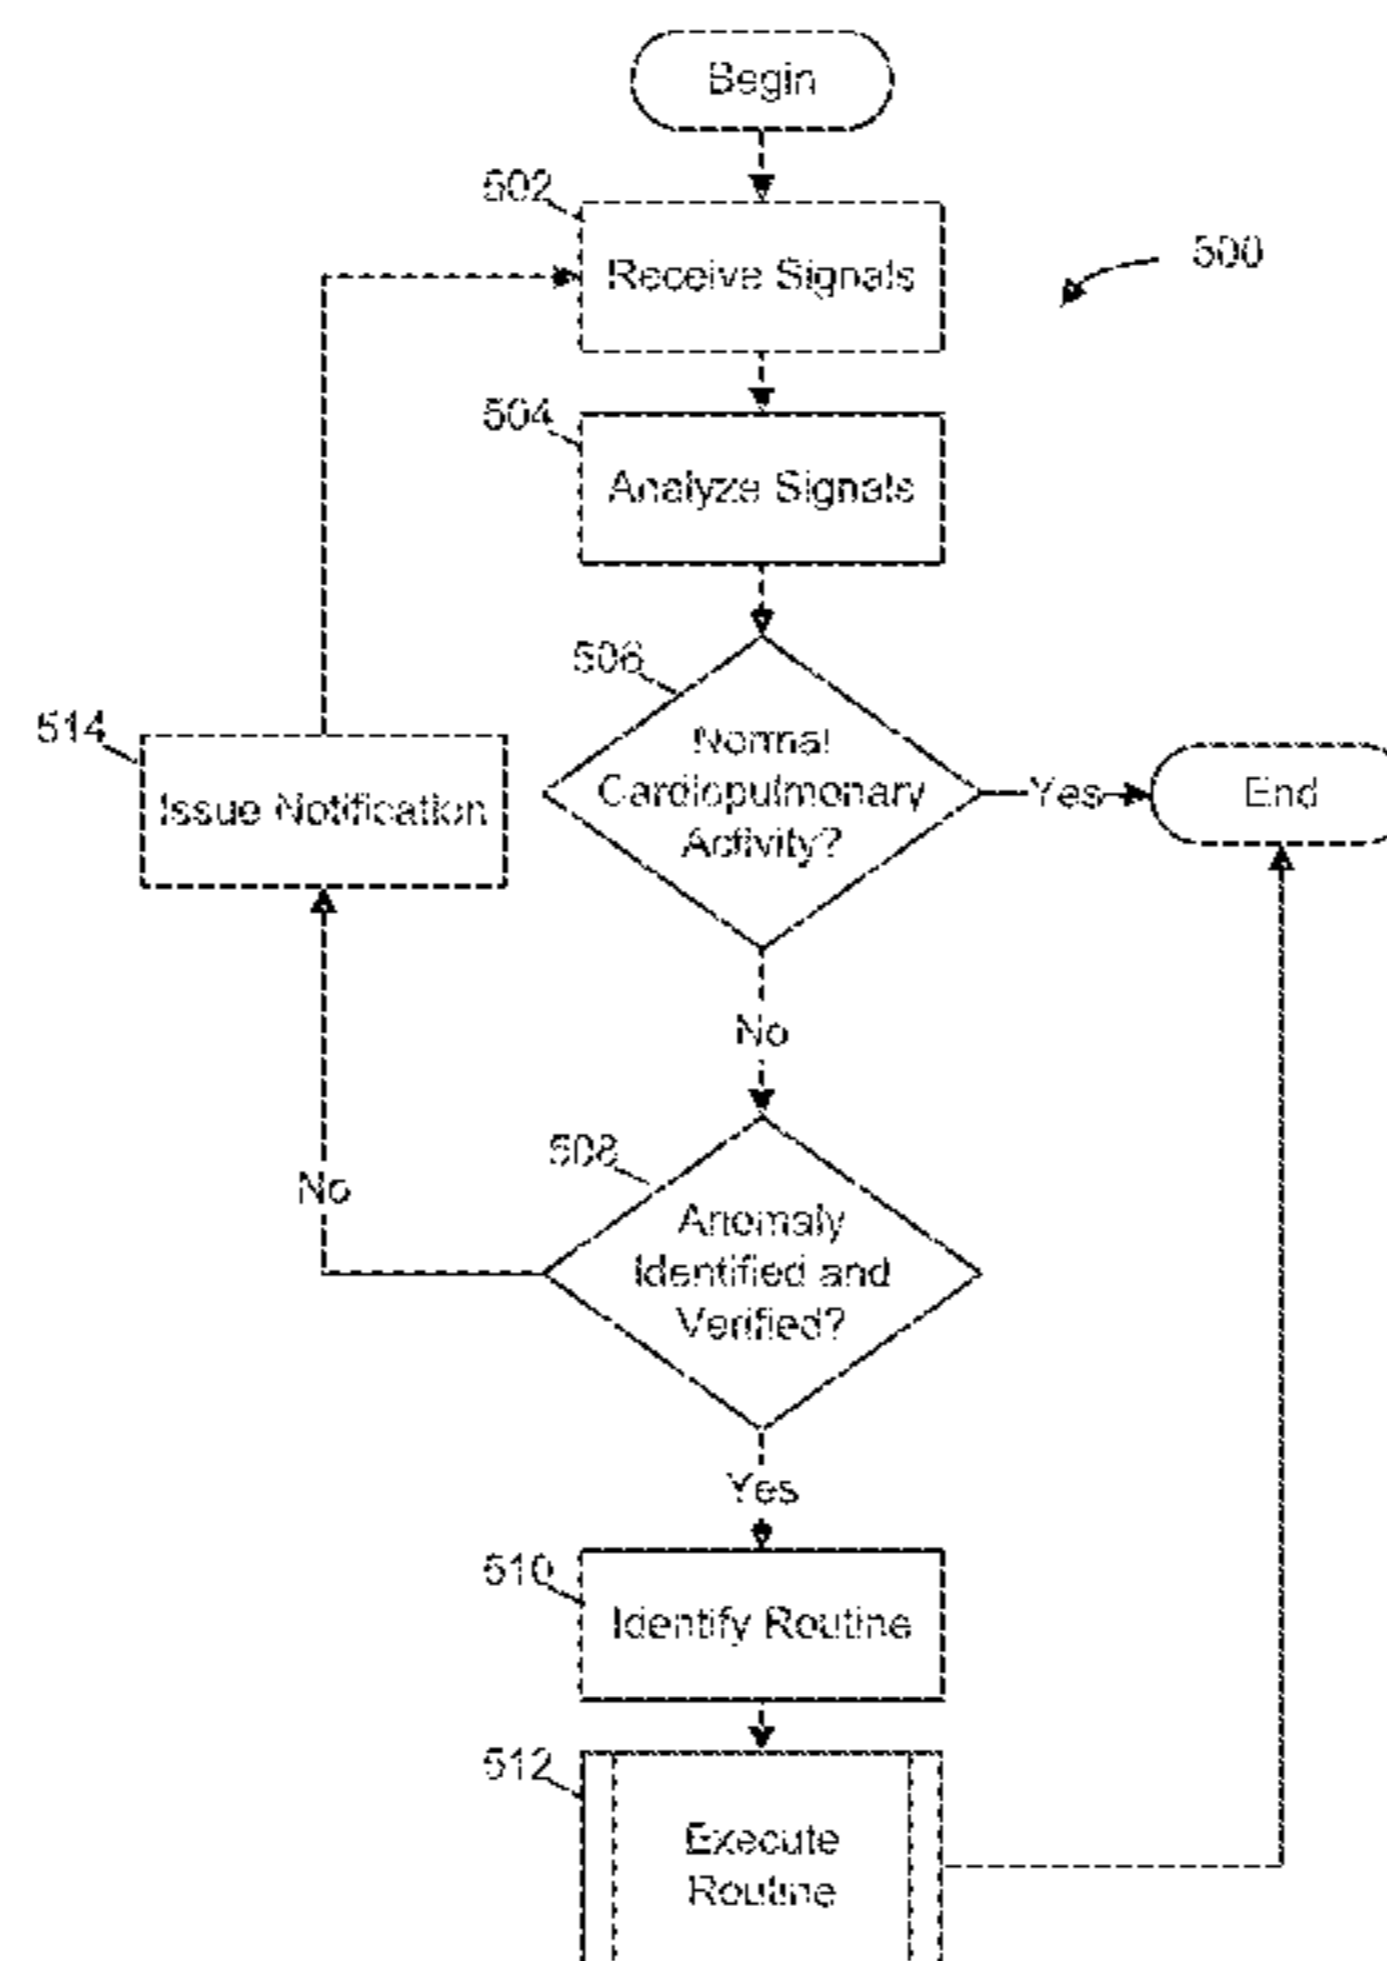 Begin
502
Receive Signals
500
504
Analyze Signals
506
Normal
Cardiopulmonary
Activity?
Yes
End
514
Issue Notification
No
508
Anomaly
Identified and
Verified?
No
Yes
510
Identify Routine
512
Execute
Routine